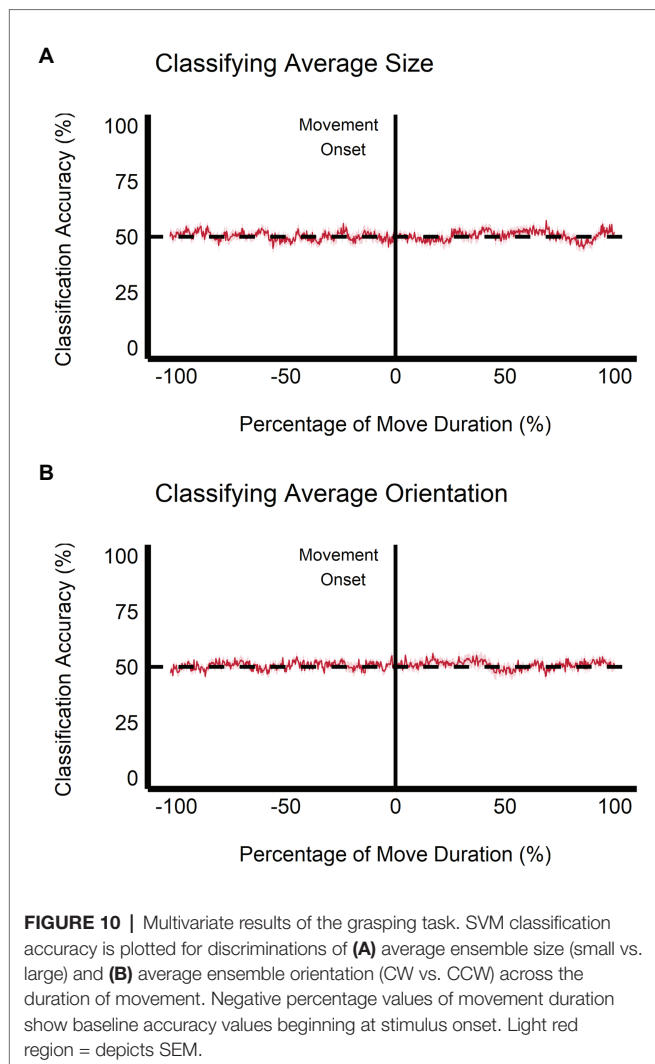 A
Classifying Average Size
Classification Accuracy (%)
100
75
50
25
0
Movement
Onset
-100 -50 0 50 100
Percentage of Move Duration (%)
B
Classifying Average Orientation
Classification Accuracy (%)
100
75
50
25
0
Movement
Onset
-100 -50 0 50 100
Percentage of Move Duration (%)
FIGURE 10 | Multivariate results of the grasping task. SVM classification
accuracy is plotted for discriminations of (A) average ensemble size (small vs.
large) and (B) average ensemble orientation (CW vs. CCW) across the
duration of movement. Negative percentage values of movement duration
show baseline accuracy values beginning at stimulus onset. Light red
region = depicts SEM.